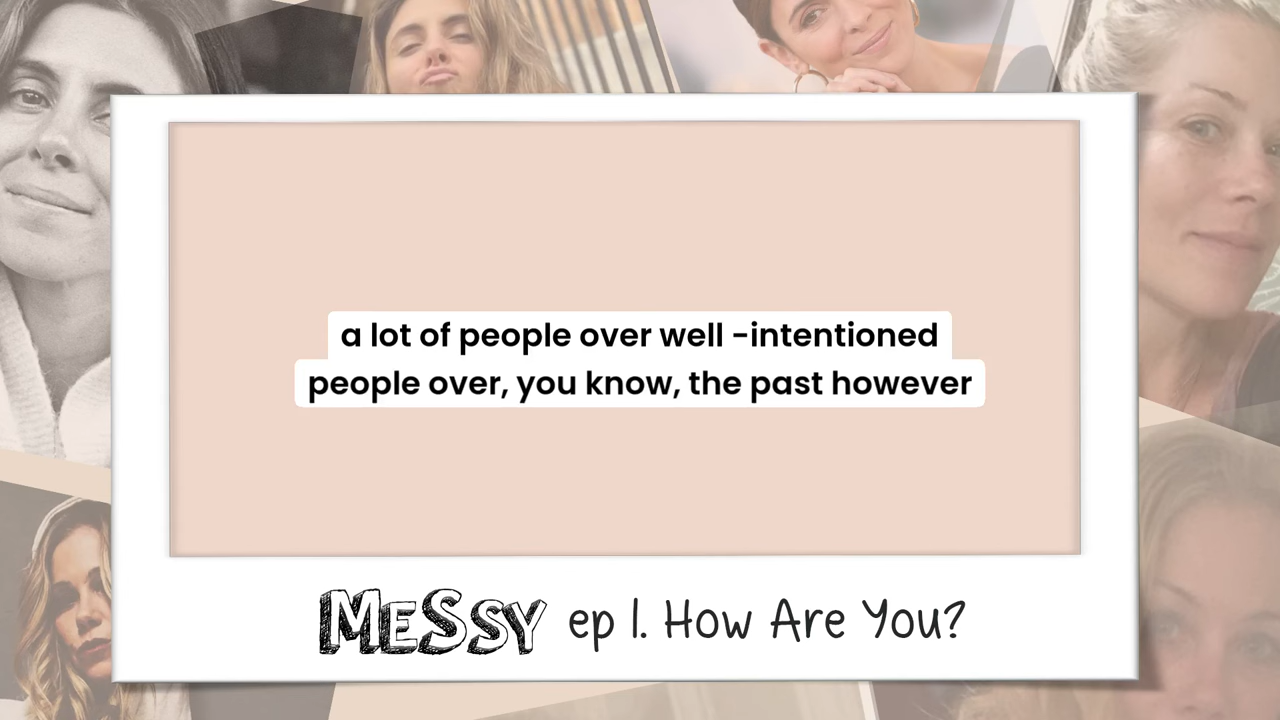 a lot of people over well -intentioned
people over, you know, the past however
MESSY ep 1. How Are You?